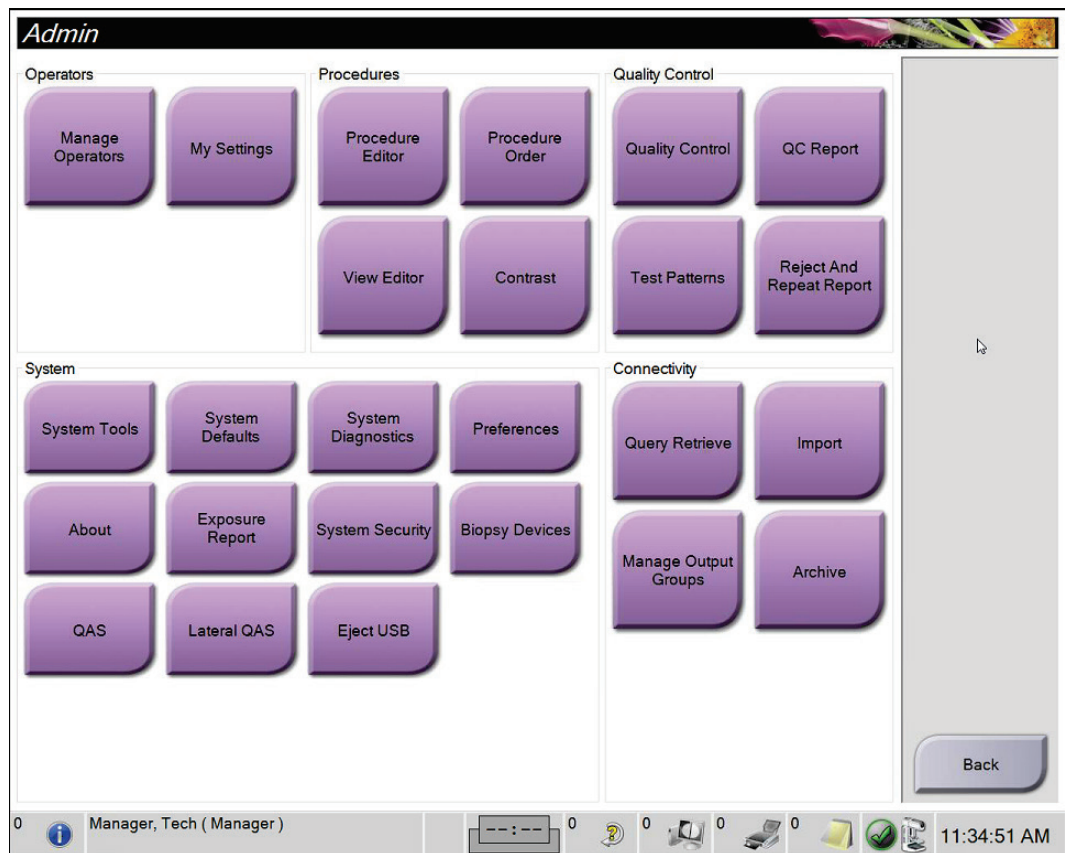 Admin
Operators
Manage
Operators
My Settings
Procedures
Procedure
Editor
Procedure
Order
View Editor
Contrast
Quality Control
Quality Control
QC Report
Test Patterns
Reject And
Repeat Report
System
System Tools
System
Defaults
System
Diagnostics
Preferences
About
Exposure
Report
System Security
Biopsy Devices
QAS
Lateral QAS
Eject USB
Connectivity
Query Retrieve
Import
Manage Output
Groups
Archive
Back
0
Manager, Tech ( Manager )
--:--
0
0
0
0
11:34:51 AM